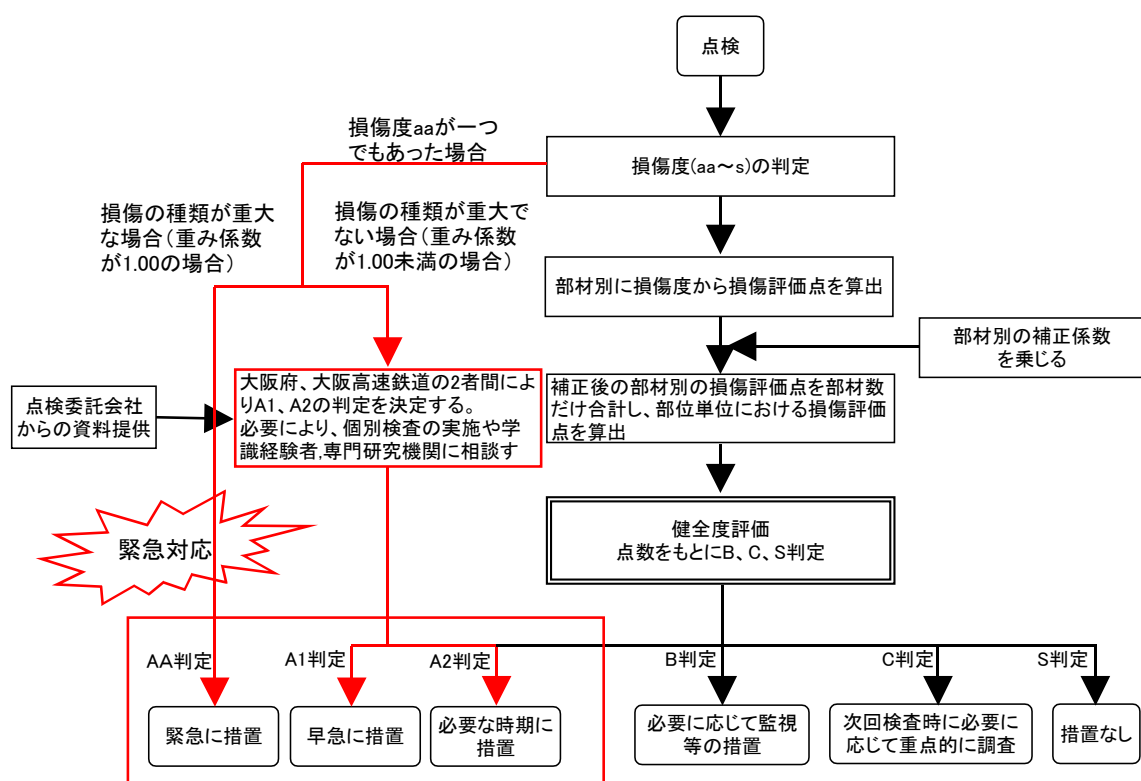 点検
損傷度aaが一つ
でもあった場合
損傷度(aa～s)の判定
損傷の種類が重大
な場合（重み係数
が1.00の場合）
損傷の種類が重大で
ない場合（重み係数
が1.00未満の場合）
部材別に損傷度から損傷評価点を算出
部材別の補正係数
を乗じる
点検委託会社
からの資料提供
大阪府、大阪高速鉄道の2者間によ
りA1、A2の判定を決定する。
必要により、個別検査の実施や学
識経験者,専門研究機関に相談す
補正後の部材別の損傷評価点を部材数
だけ合計し、部位単位における損傷評価
点を算出
緊急対応
健全度評価
点数をもとにB、C、S判定
AA判定
A1判定
A2判定
B判定
C判定
S判定
緊急に措置
早急に措置
必要な時期に
措置
必要に応じて監視
等の措置
次回検査時に必要に
応じて重点的に調査
措置なし